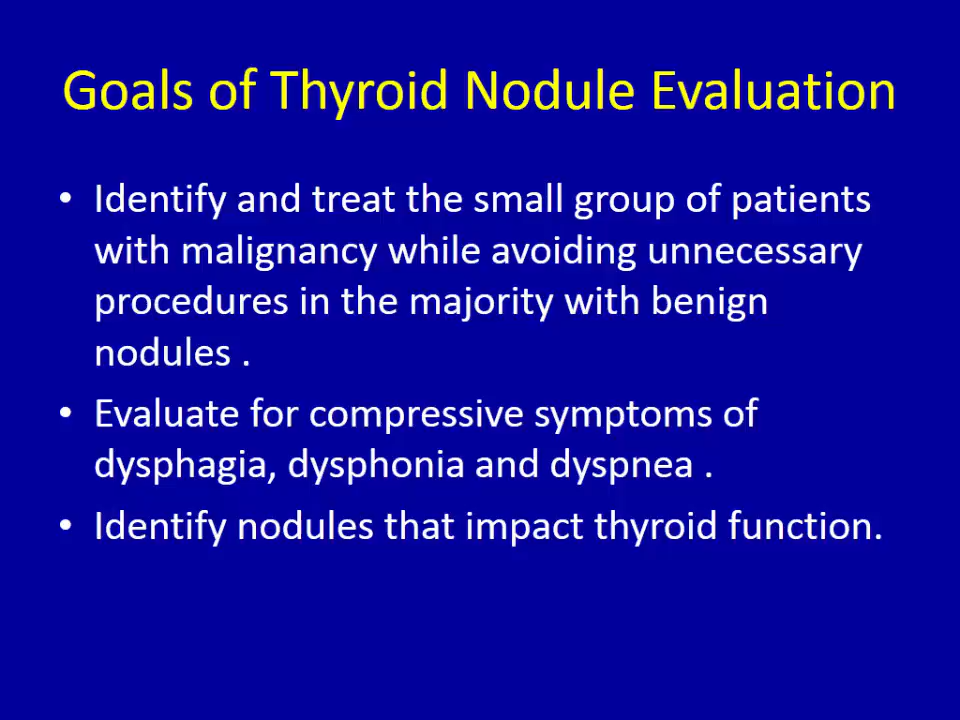 Goals of Thyroid Nodule Evaluation
• Identify and treat the small group of patients
with malignancy while avoiding unnecessary
procedures in the majority with benign
nodules .
• Evaluate for compressive symptoms of
dysphagia, dysphonia and dyspnea .
• Identify nodules that impact thyroid function.